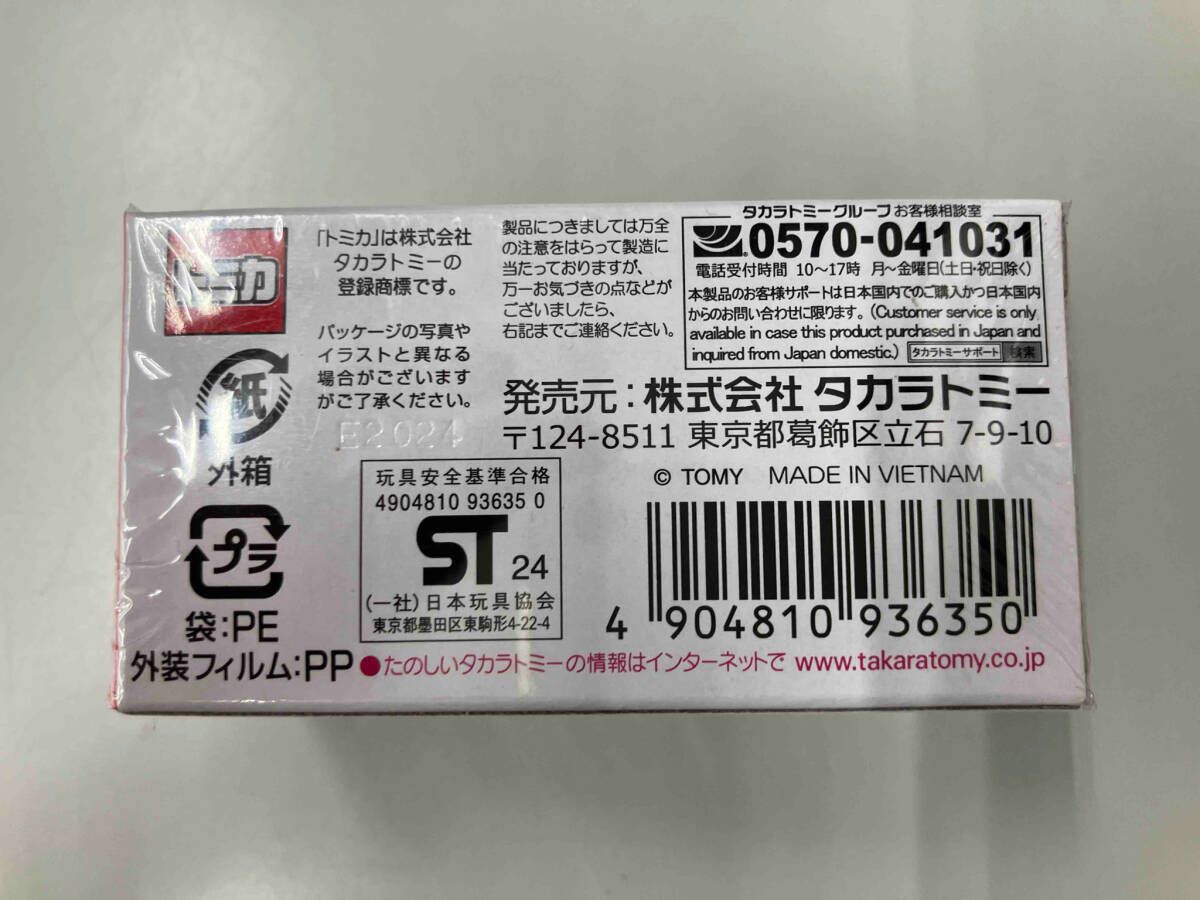 トミカ
「トミカ」は株式会社
タカラトミーの
登録商標です。
パッケージの写真や
イラストと異なる
場合がございます
がご了承ください。
E2024
製品につきましては万全
の注意をはらって製造に
当たっておりますが、
万一お気づきの点などが
ございましたら、
右記までご連絡ください。
タカラトミーグループ お客様相談室
0570-041031
電話受付時間 10～17時 月～金曜日(土日・祝日除く)
本製品のお客様サポートは日本国内でのご購入かつ日本国内
からのお問い合わせに限ります。(Customer service is only
available in case this product purchased in Japan and
inquired from Japan domestic.) タカラトミーサポート 検索
発売元:株式会社 タカラトミー
〒124-8511 東京都葛飾区立石 7-9-10
© TOMY MADE IN VIETNAM
紙
外箱
プラ
袋:PE
外装フィルム:PP
玩具安全基準合格
4904810 93635 0
ST 24
(一社)日本玩具協会
東京都墨田区東駒形4-22-4
4 904810 936350
●たのしいタカラトミーの情報はインターネットで www.takaratomy.co.jp